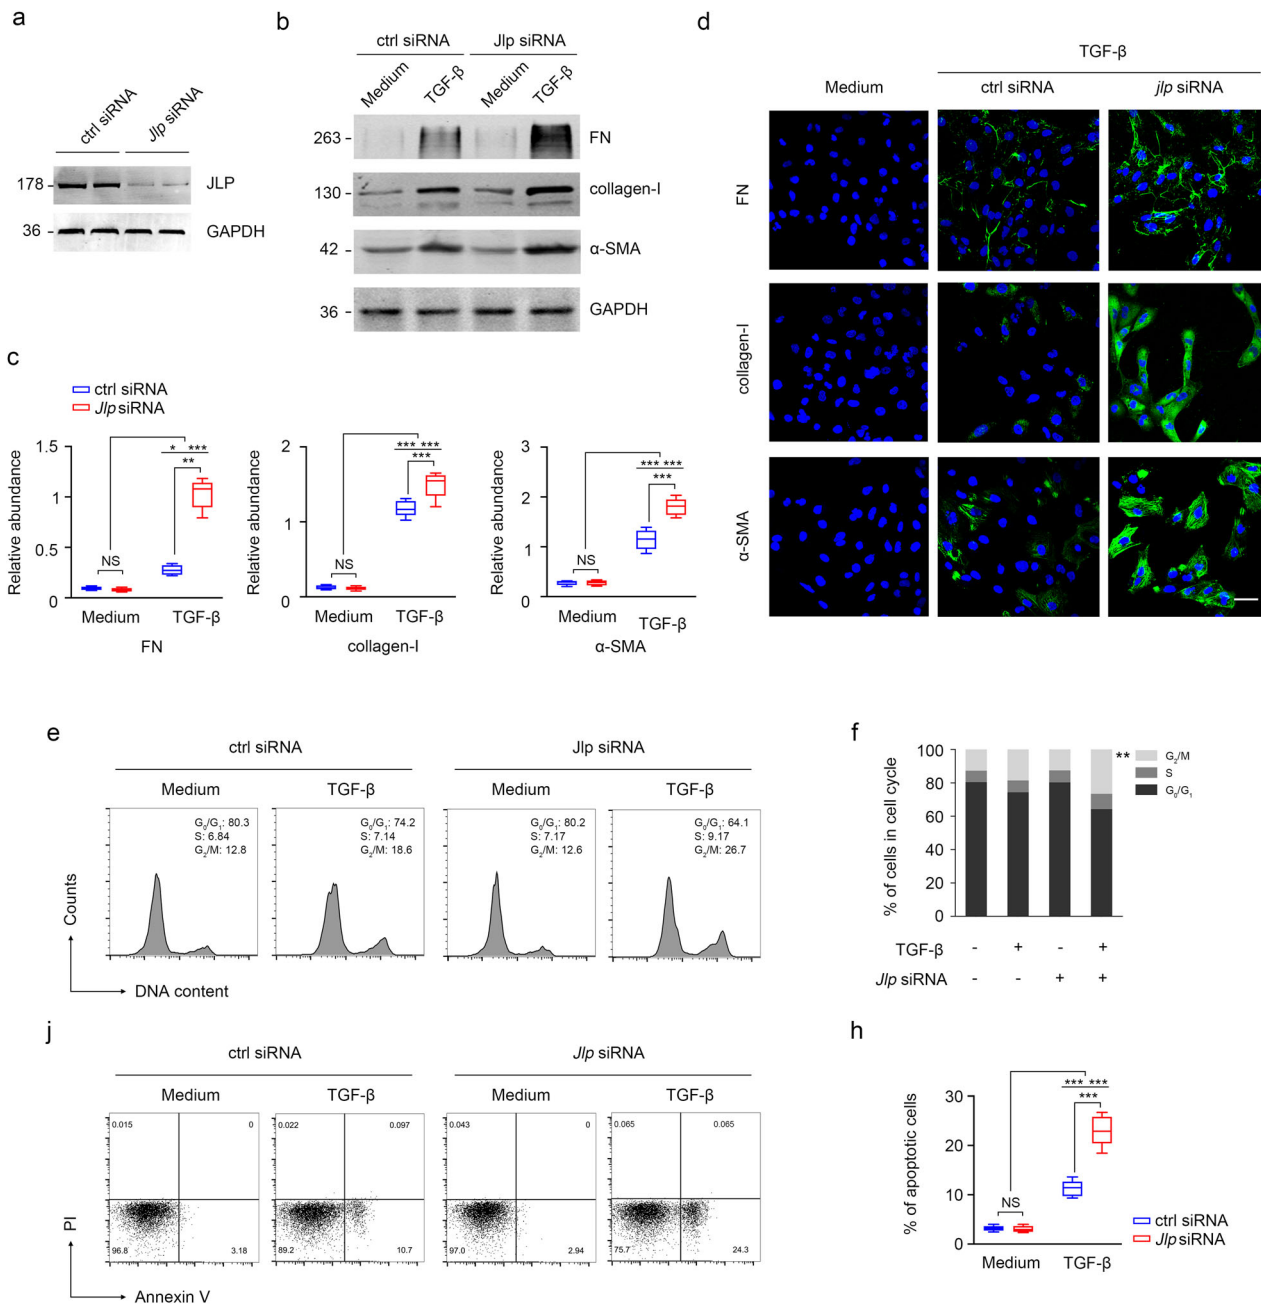 a
ctrl siRNA
Jlp siRNA
178
JLP
36
GAPDH
b
ctrl siRNA
Jlp siRNA
Medium
TGF-β
Medium
TGF-β
263
FN
130
collagen-I
42
α-SMA
36
GAPDH
c
ctrl siRNA
Jlp siRNA
Relative abundance
1.5
1
0.5
0
NS
* ***
**
Medium
TGF-β
FN
Relative abundance
2
1
0
NS
*** ***
***
Medium
TGF-β
collagen-I
Relative abundance
3
2
1
0
NS
*** ***
***
Medium
TGF-β
α-SMA
d
TGF-β
Medium
ctrl siRNA
jlp siRNA
FN
collagen-I
α-SMA
e
ctrl siRNA
Jlp siRNA
Medium
TGF-β
Medium
TGF-β
G₀/G₁: 80.3
S: 6.84
G₂/M: 12.8
G₀/G₁: 74.2
S: 7.14
G₂/M: 18.6
G₀/G₁: 80.2
S: 7.17
G₂/M: 12.6
G₀/G₁: 64.1
S: 9.17
G₂/M: 26.7
Counts
DNA content
f
% of cells in cell cycle
100
80
60
40
20
0
**
G₂/M
S
G₀/G₁
TGF-β - + - +
Jlp siRNA - - + +
j
ctrl siRNA
Jlp siRNA
Medium
TGF-β
Medium
TGF-β
0.015 0
96.8 3.18
0.022 0.097
89.2 10.7
0.043 0
97.0 2.94
0.065 0.065
75.7 24.3
PI
Annexin V
h
% of apoptotic cells
30
20
10
0
NS
*** ***
***
Medium
TGF-β
ctrl siRNA
Jlp siRNA